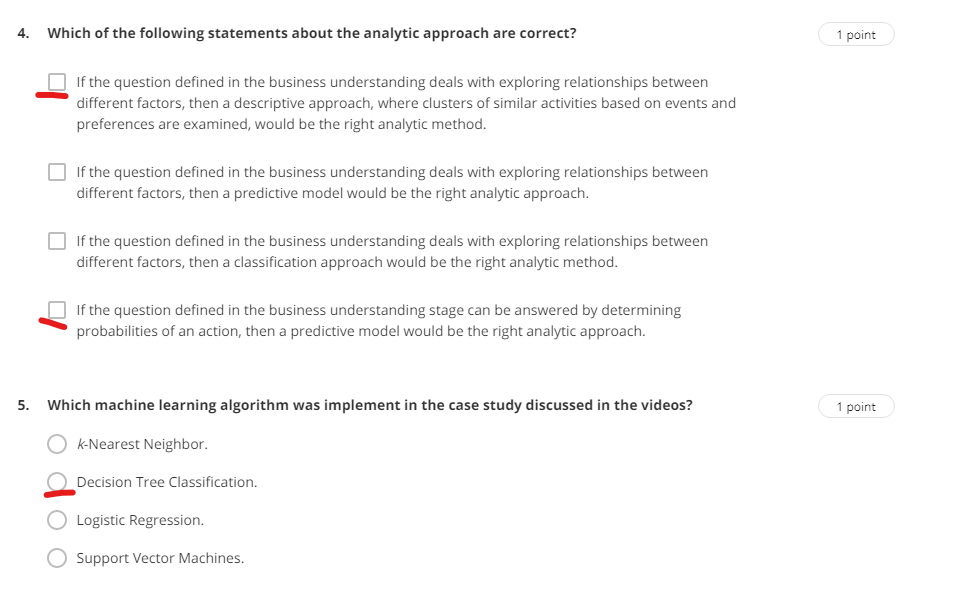 4. Which of the following statements about the analytic approach are correct?
1 point
If the question defined in the business understanding deals with exploring relationships between
different factors, then a descriptive approach, where clusters of similar activities based on events and
preferences are examined, would be the right analytic method.
If the question defined in the business understanding deals with exploring relationships between
different factors, then a predictive model would be the right analytic approach.
If the question defined in the business understanding deals with exploring relationships between
different factors, then a classification approach would be the right analytic method.
If the question defined in the business understanding stage can be answered by determining
probabilities of an action, then a predictive model would be the right analytic approach.
5. Which machine learning algorithm was implement in the case study discussed in the videos?
1 point
k-Nearest Neighbor.
Decision Tree Classification.
Logistic Regression.
Support Vector Machines.